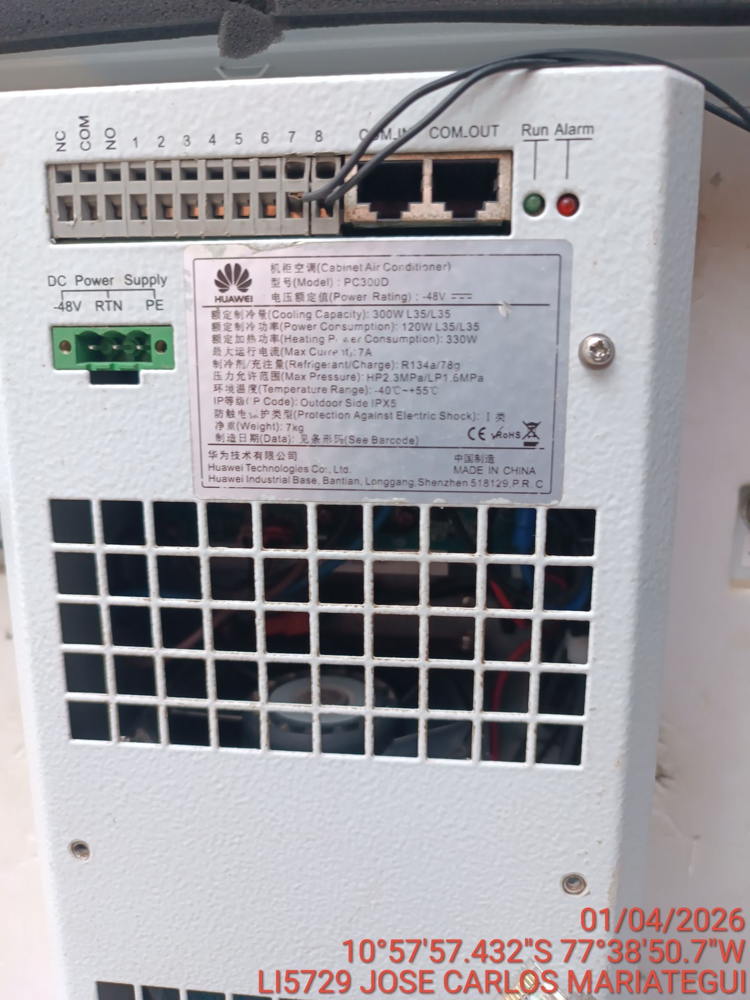 NC COM NO 1 2 3 4 5 6 7 8 COM_IN COM_OUT Run Alarm
DC Power Supply
-48V RTN PE
HUAWEI
机柜空调(Cabinet Air Conditioner)
型号(Model) : PC300D
电压额定值(Power Rating) : -48V
额定制冷量(Cooling Capacity): 300W L35/L35
额定制冷功率(Power Consumption): 120W L35/L35
额定加热功率(Heating Power Consumption): 330W
最大运行电流(Max Current): 7A
制冷剂/充注量(Refrigerant/Charge): R134a/78g
压力允许范围(Max Pressure): HP2.3MPa/LP1.6MPa
环境温度(Temperature Range): -40℃~+55℃
IP等级(IP Code): Outdoor Side IPX5
防触电保护类型(Protection Against Electric Shock): I 类
净重(Weight): 7kg
制造日期(Data): 见条形码(See Barcode)
CE RoHS
华为技术有限公司
中国制造
Huawei Technologies Co., Ltd.
MADE IN CHINA
Huawei Industrial Base, Bantian, Longgang,Shenzhen 518129,P.R. C
01/04/2026
10°57'57.432"S 77°38'50.7"W
LI5729 JOSE CARLOS MARIATEGUI